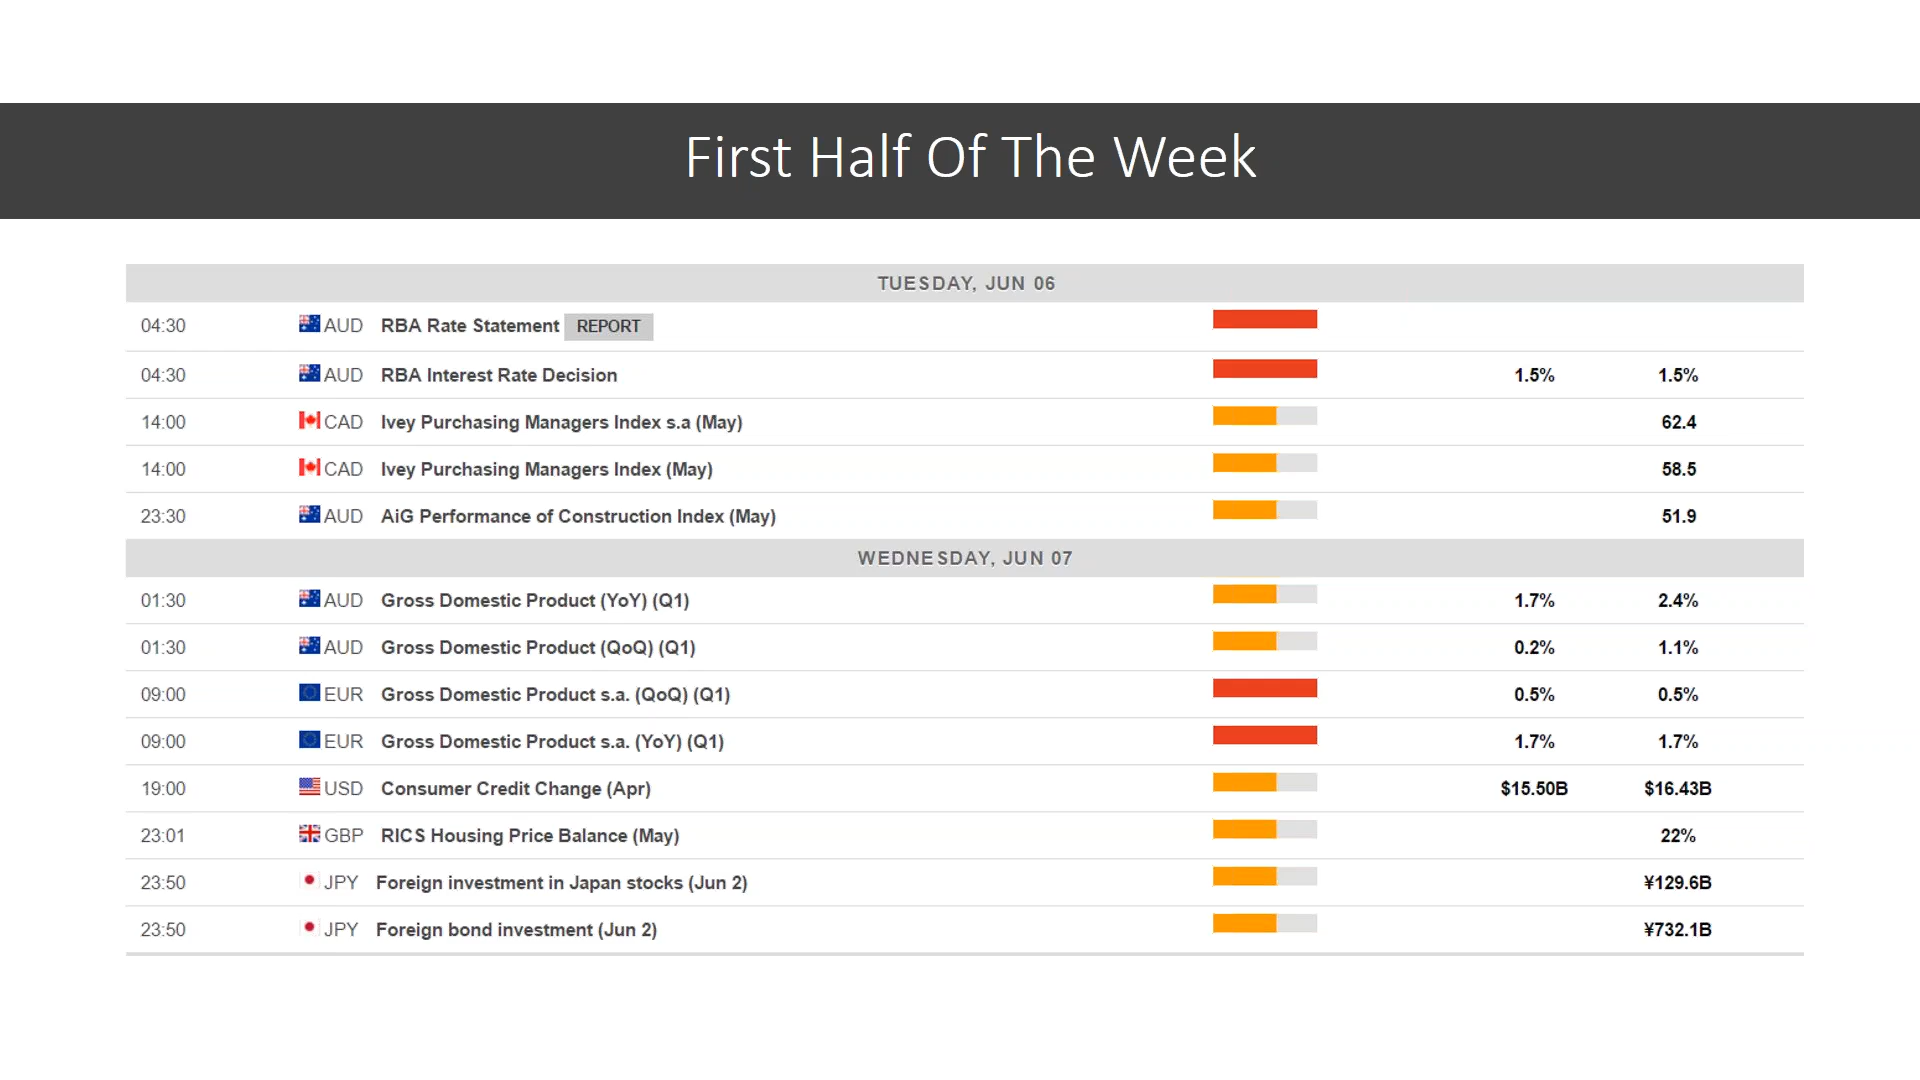 First Half Of The Week
TUESDAY, JUN 06
04:30 AUD RBA Rate Statement REPORT
04:30 AUD RBA Interest Rate Decision 1.5% 1.5%
14:00 CAD Ivey Purchasing Managers Index s.a (May) 62.4
14:00 CAD Ivey Purchasing Managers Index (May) 58.5
23:30 AUD AiG Performance of Construction Index (May) 51.9
WEDNESDAY, JUN 07
01:30 AUD Gross Domestic Product (YoY) (Q1) 1.7% 2.4%
01:30 AUD Gross Domestic Product (QoQ) (Q1) 0.2% 1.1%
09:00 EUR Gross Domestic Product s.a. (QoQ) (Q1) 0.5% 0.5%
09:00 EUR Gross Domestic Product s.a. (YoY) (Q1) 1.7% 1.7%
19:00 USD Consumer Credit Change (Apr) $15.50B $16.43B
23:01 GBP RICS Housing Price Balance (May) 22%
23:50 JPY Foreign investment in Japan stocks (Jun 2) ¥129.6B
23:50 JPY Foreign bond investment (Jun 2) ¥732.1B